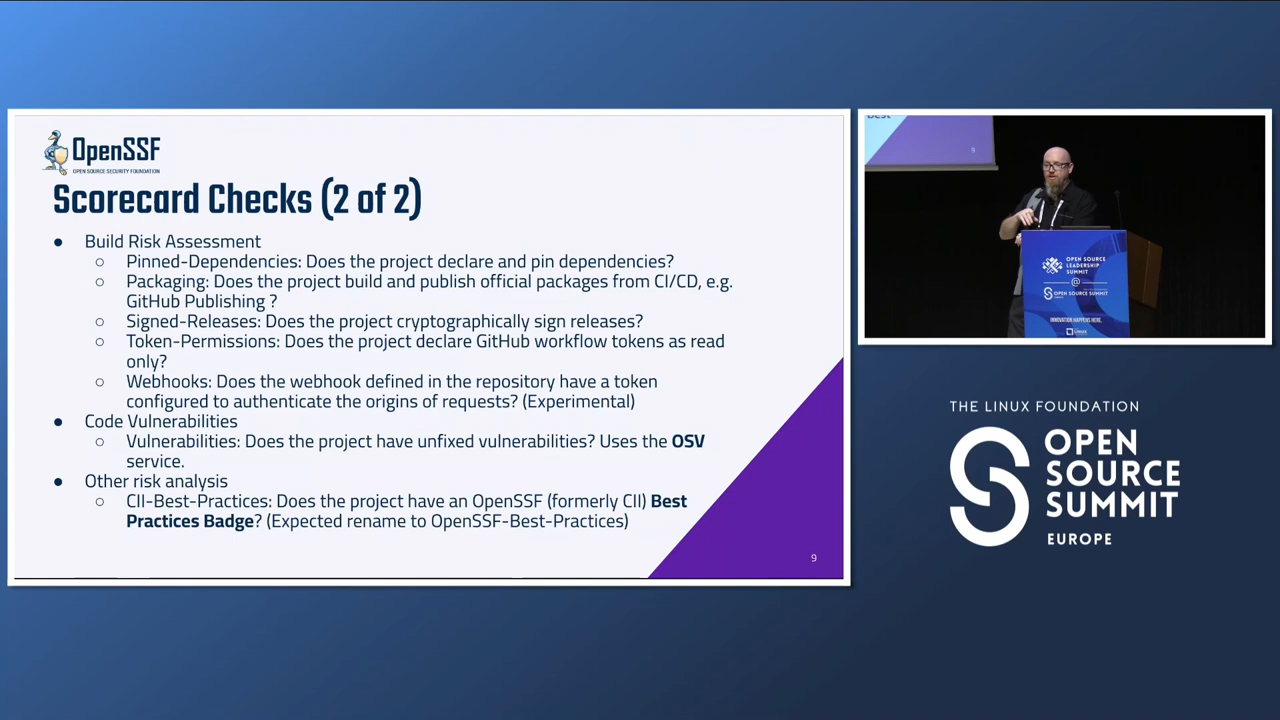 OpenSSF
OPEN SOURCE SECURITY FOUNDATION
Scorecard Checks (2 of 2)
● Build Risk Assessment
○ Pinned-Dependencies: Does the project declare and pin dependencies?
○ Packaging: Does the project build and publish official packages from CI/CD, e.g.
GitHub Publishing ?
○ Signed-Releases: Does the project cryptographically sign releases?
○ Token-Permissions: Does the project declare GitHub workflow tokens as read
only?
○ Webhooks: Does the webhook defined in the repository have a token
configured to authenticate the origins of requests? (Experimental)
● Code Vulnerabilities
○ Vulnerabilities: Does the project have unfixed vulnerabilities? Uses the OSV
service.
● Other risk analysis
○ CII-Best-Practices: Does the project have an OpenSSF (formerly CII) Best
Practices Badge? (Expected rename to OpenSSF-Best-Practices)
9
Best
9
OPEN SOURCE
LEADERSHIP
SUMMIT
@
OPEN SOURCE SUMMIT
INNOVATION HAPPENS HERE.
LINUX
THE LINUX FOUNDATION
OPEN
SOURCE
SUMMIT
EUROPE